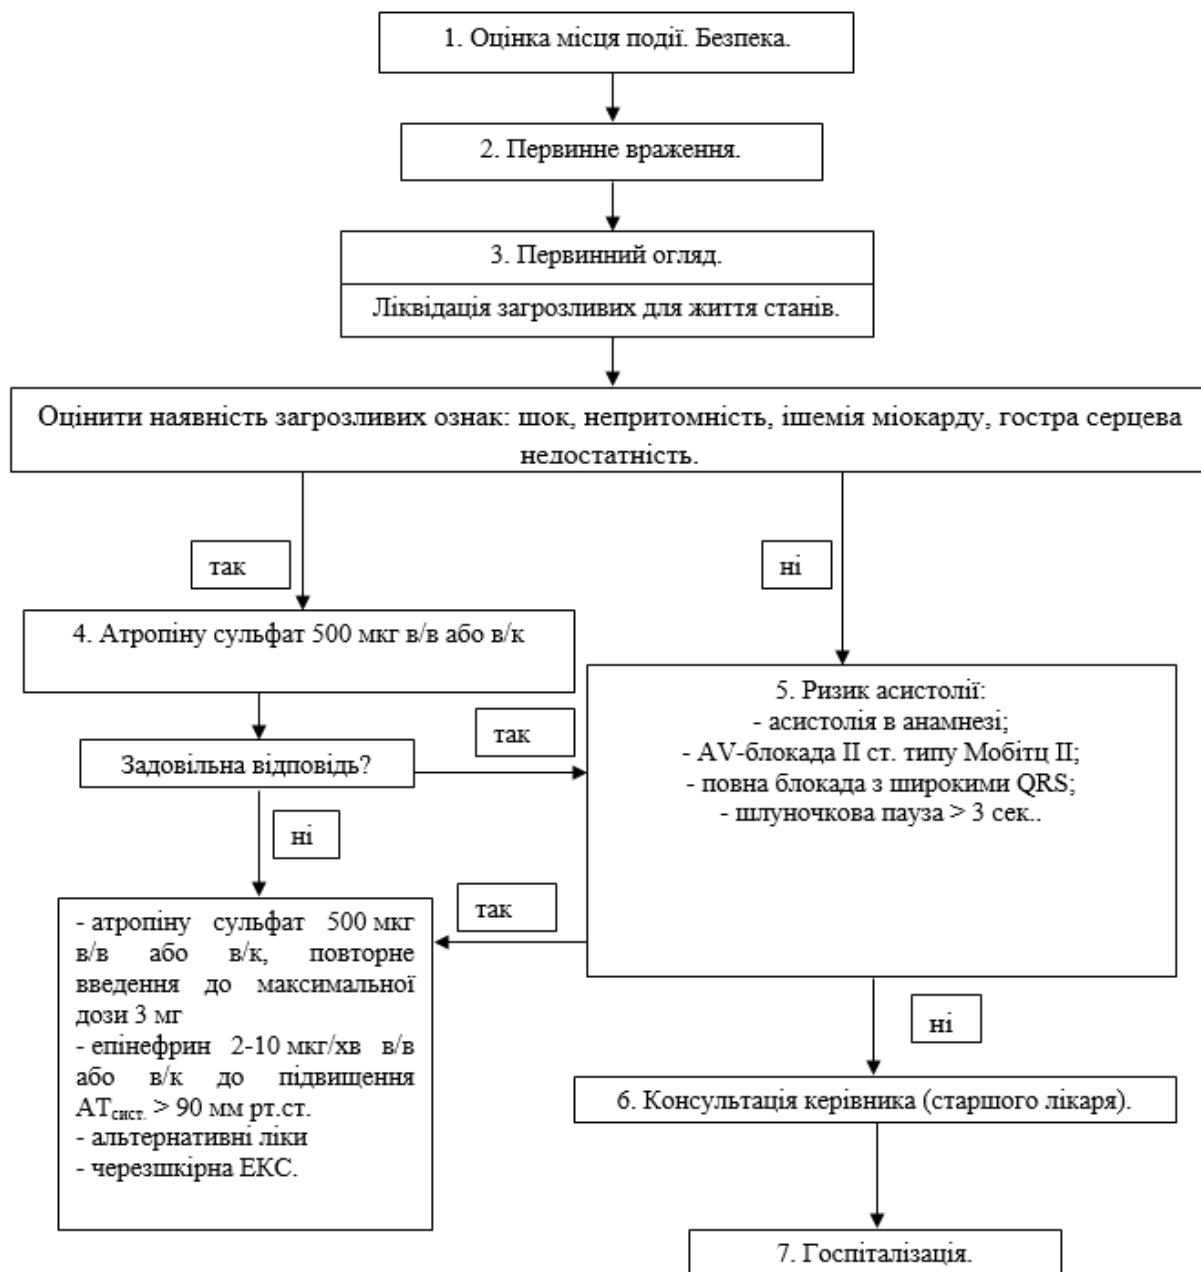 1. Оцінка місця події. Безпека.
2. Первинне враження.
3. Первинний огляд.
Ліквідація загрозливих для життя станів.
Оцінити наявність загрозливих ознак: шок, непритомність, ішемія міокарду, гостра серцева
недостатність.
так
ні
4. Атропіну сульфат 500 мкг в/в або в/к
Задовільна відповідь?
так
5. Ризик асистолії:
- асистолія в анамнезі;
- AV-блокада II ст. типу Мобітц II;
- повна блокада з широкими QRS;
- шлуночкова пауза > 3 сек..
ні
так
- атропіну сульфат 500 мкг
в/в або в/к, повторне
введення до максимальної
дози 3 мг
- епінефрин 2-10 мкг/хв в/в
або в/к до підвищення
АТсист. > 90 мм рт.ст.
- альтернативні ліки
- черезшкірна ЕКС.
ні
6. Консультація керівника (старшого лікаря).
7. Госпіталізація.